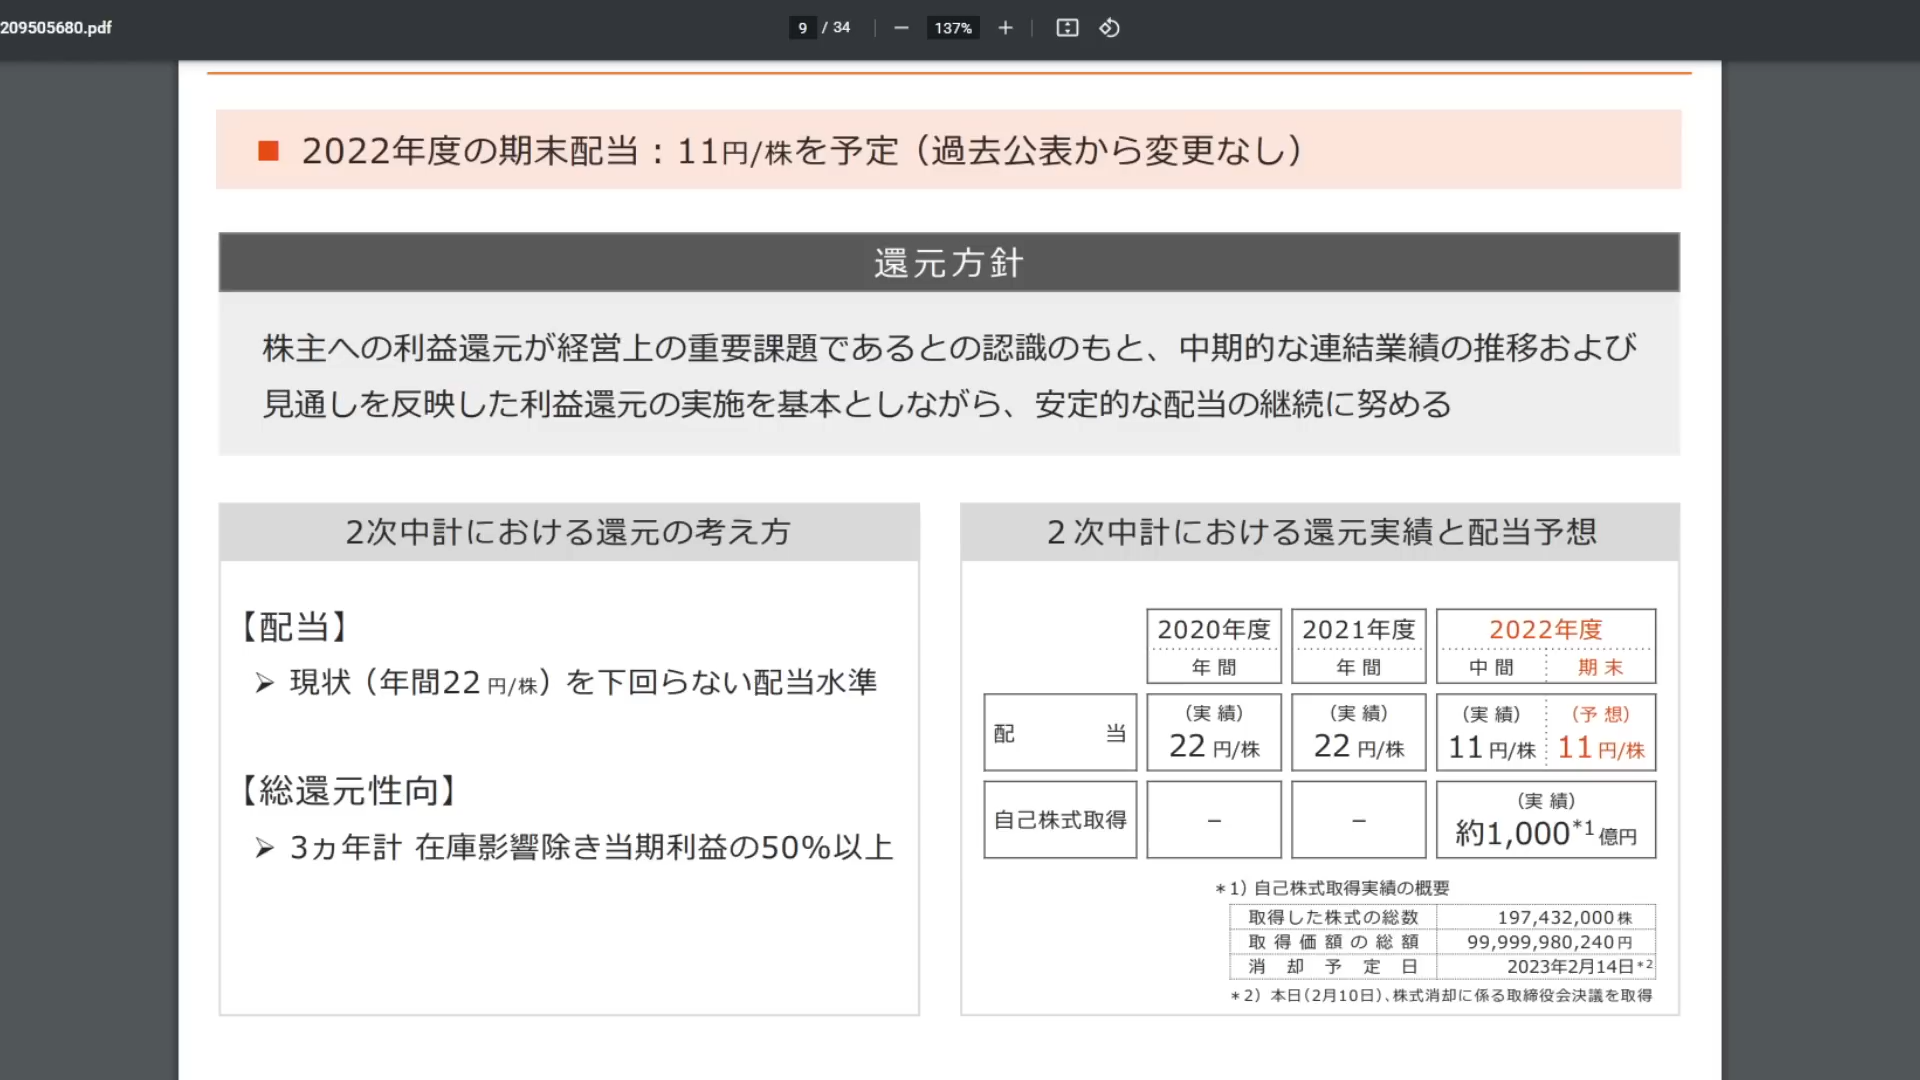 209505680.pdf
9 / 34
137%
■ 2022年度の期末配当：11円/株を予定（過去公表から変更なし）
還元方針
株主への利益還元が経営上の重要課題であるとの認識のもと、中期的な連結業績の推移および
見通しを反映した利益還元の実施を基本としながら、安定的な配当の継続に努める
2次中計における還元の考え方
【配当】
➢ 現状（年間22 円/株）を下回らない配当水準
【総還元性向】
➢ 3ヵ年計 在庫影響除き当期利益の50%以上
２次中計における還元実績と配当予想
2020年度 2021年度 2022年度
年 間 年 間 中 間 期 末
（実 績） （実 績） （実 績） （予 想）
配 当 22 円/株 22 円/株 11 円/株 11 円/株
（実 績）
自己株式取得 – – 約1,000*1 億円
*1）自己株式取得実績の概要
取得した株式の総数 197,432,000 株
取 得 価 額 の 総 額 99,999,980,240 円
消 却 予 定 日 2023年2月14日*2
*2）本日（2月10日）、株式消却に係る取締役会決議を取得